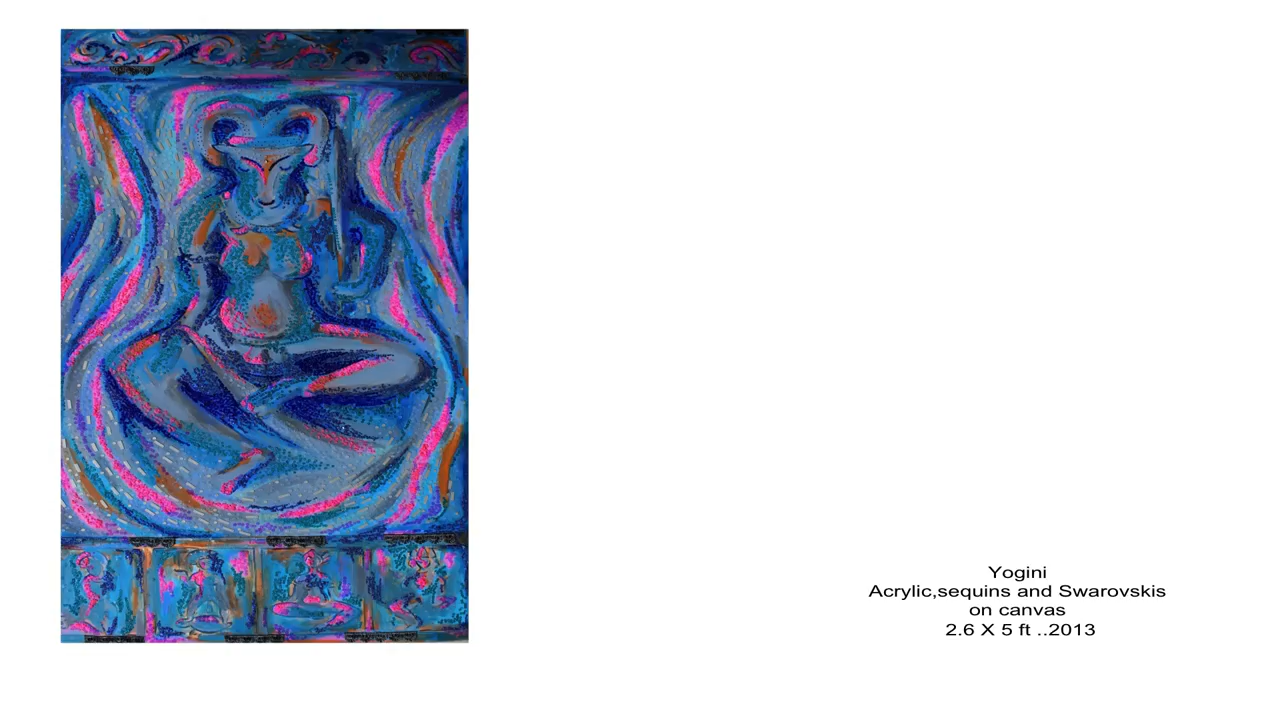 Yogini
Acrylic,sequins and Swarovskis
on canvas
2.6 X 5 ft ..2013